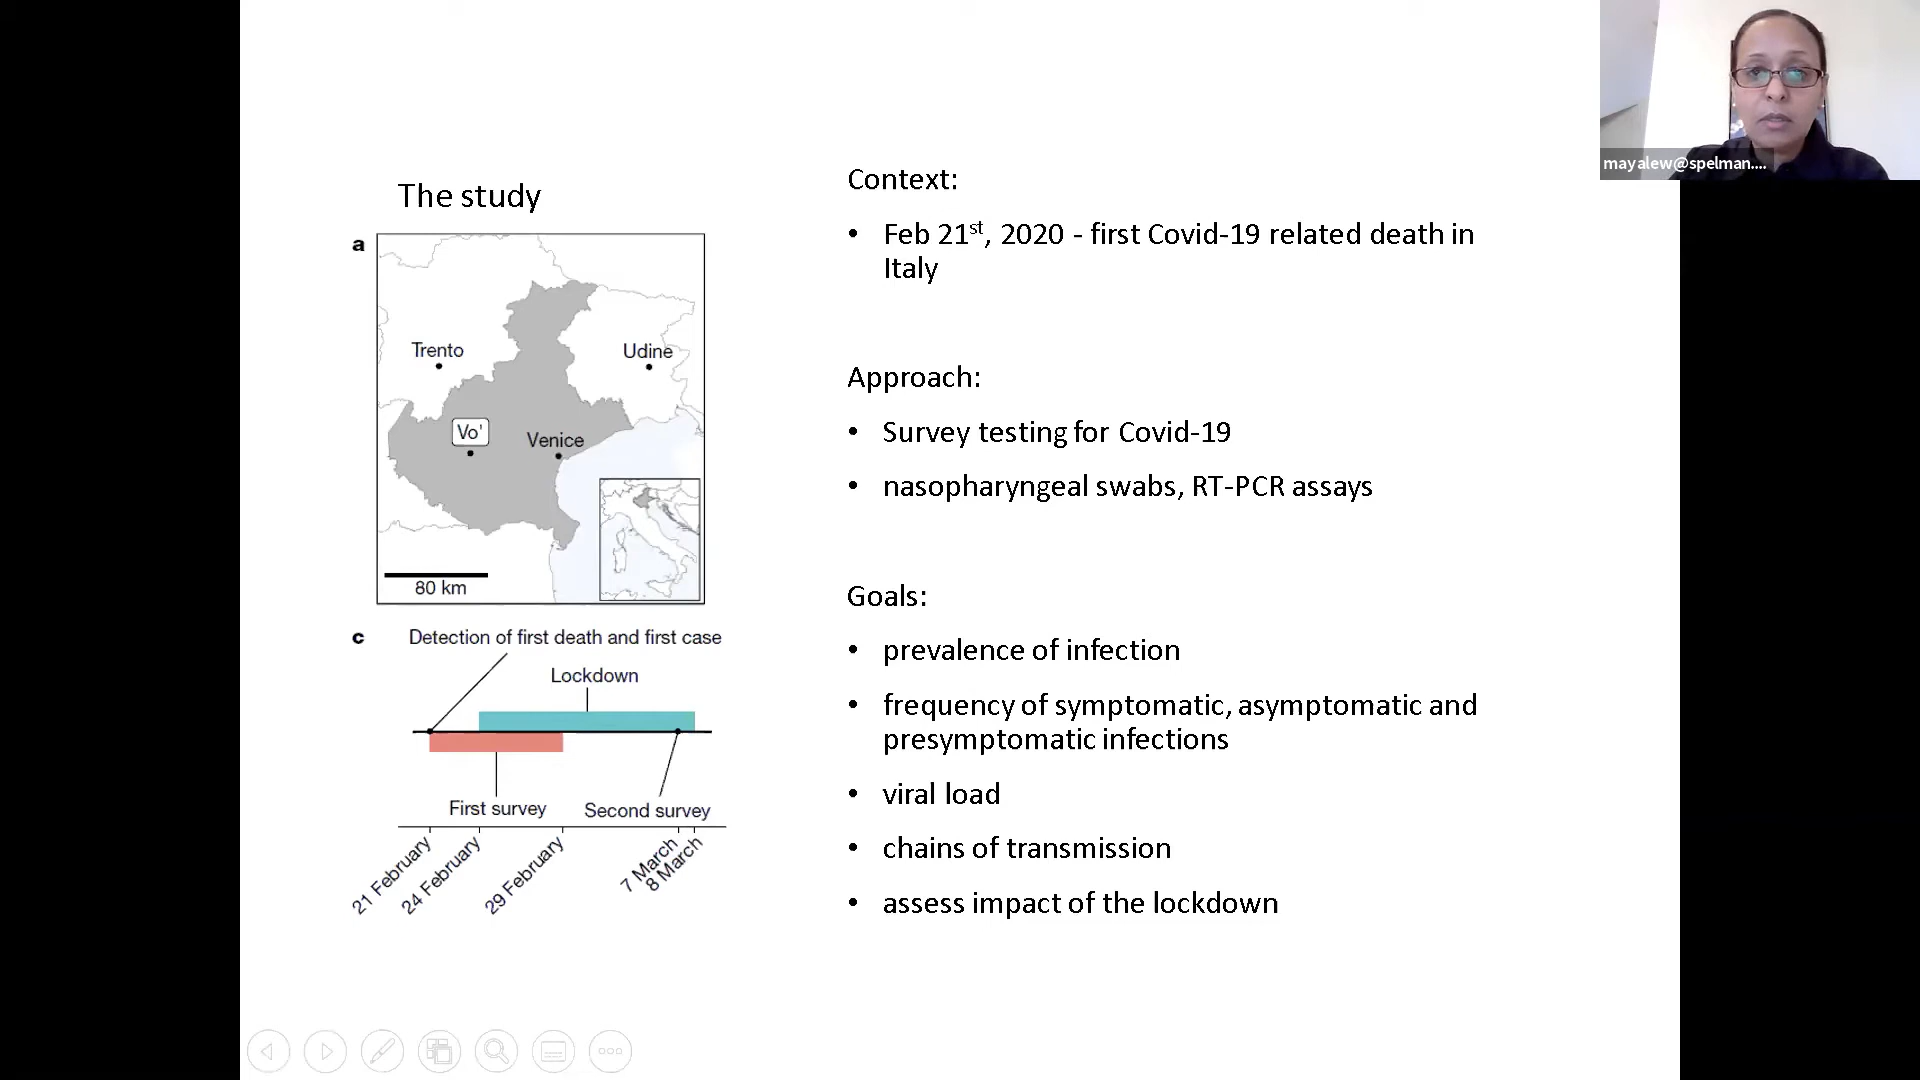 mayalew@spelman....
The study
a
Trento
Udine
Vo'
Venice
80 km
c
Detection of first death and first case
Lockdown
First survey
Second survey
21 February
24 February
29 February
7 March
8 March
Context:
• Feb 21st, 2020 - first Covid-19 related death in
Italy
Approach:
• Survey testing for Covid-19
• nasopharyngeal swabs, RT-PCR assays
Goals:
• prevalence of infection
• frequency of symptomatic, asymptomatic and
presymptomatic infections
• viral load
• chains of transmission
• assess impact of the lockdown